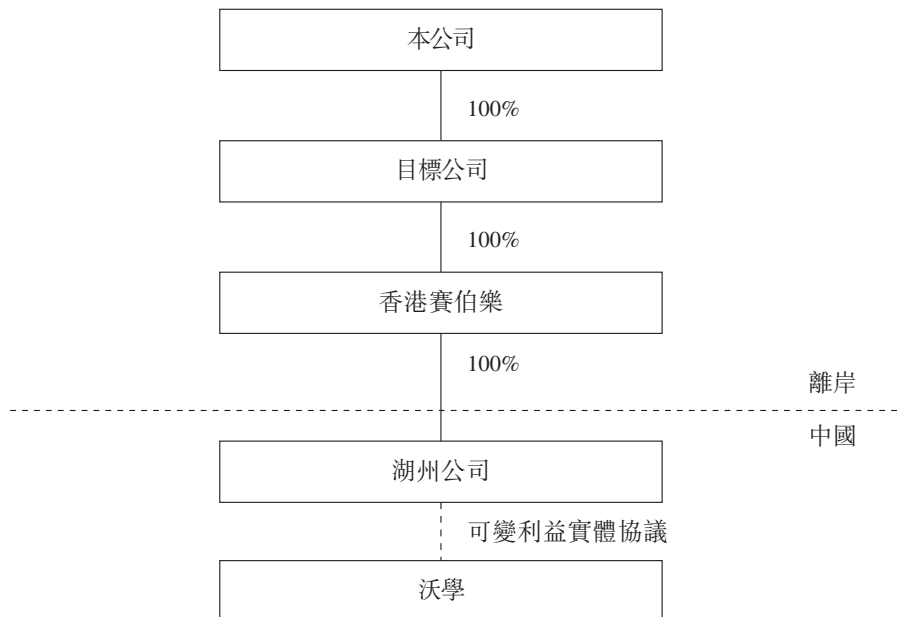 本公司
100%
目標公司
100%
香港賽伯樂
100%
離岸
中國
湖州公司
可變利益實體協議
沃學